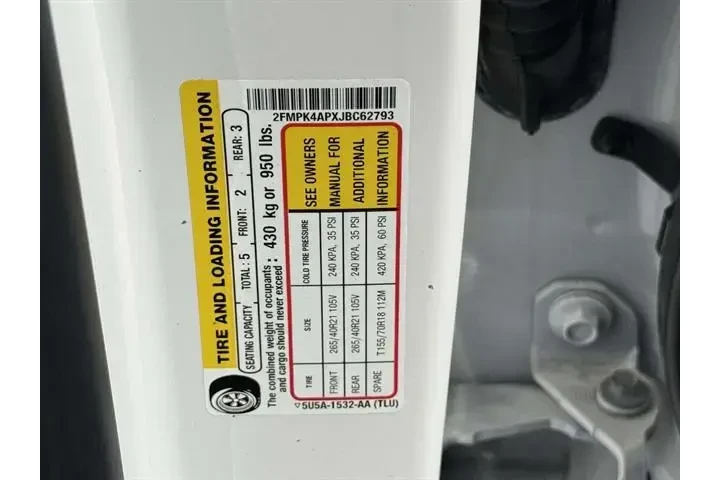 TIRE AND LOADING INFORMATION
SEATING CAPACITY TOTAL: 5 FRONT: 2 REAR: 3
The combined weight of occupants and cargo should never exceed: 430 kg or 950 lbs.
2FMPK4APXJBC62793
TIRE SIZE COLD TIRE PRESSURE SEE OWNERS
FRONT 265/40R21 105V 240 KPA, 35 PSI MANUAL FOR
REAR 265/40R21 105V 240 KPA, 35 PSI ADDITIONAL
SPARE T155/70R18 112M 420 KPA, 60 PSI INFORMATION
5U5A-1532-AA (TLU)